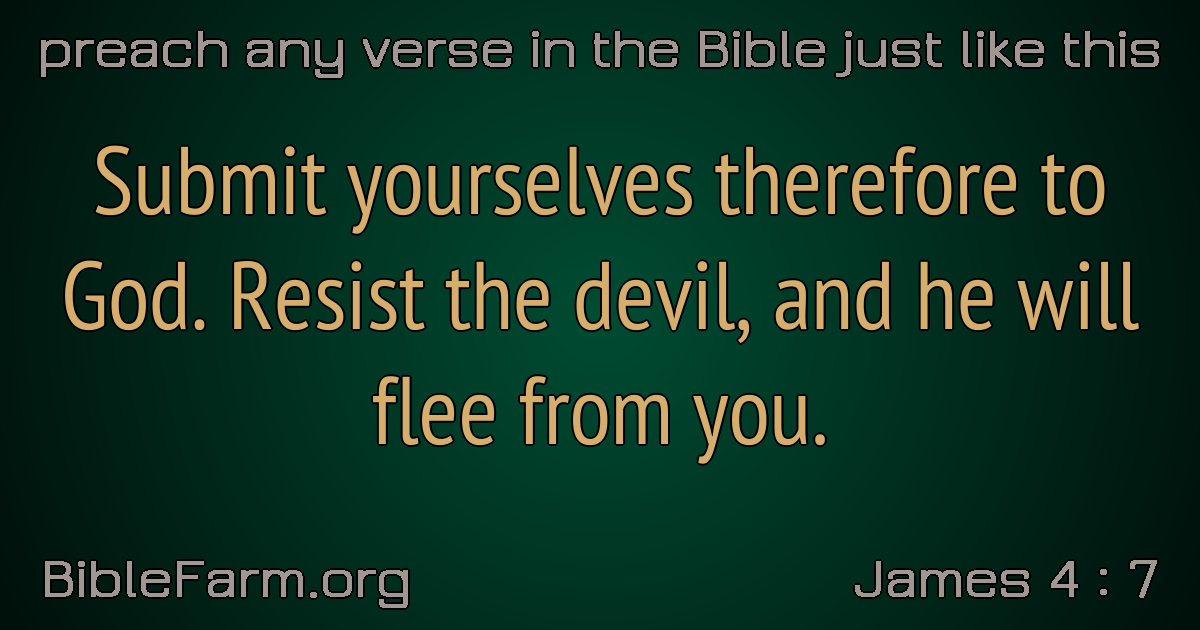 preach any verse in the Bible just like this
Submit yourselves therefore to
God. Resist the devil, and he will
flee from you.
BibleFarm.org
James 4 : 7